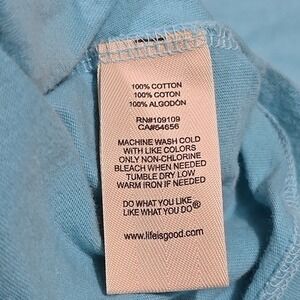 100% COTTON
100% COTON
100% ALGODÓN
RN#109109
CA#64656
MACHINE WASH COLD
WITH LIKE COLORS
ONLY NON-CHLORINE
BLEACH WHEN NEEDED
TUMBLE DRY LOW
WARM IRON IF NEEDED
DO WHAT YOU LIKE
LIKE WHAT YOU DO®
www.lifeisgood.com